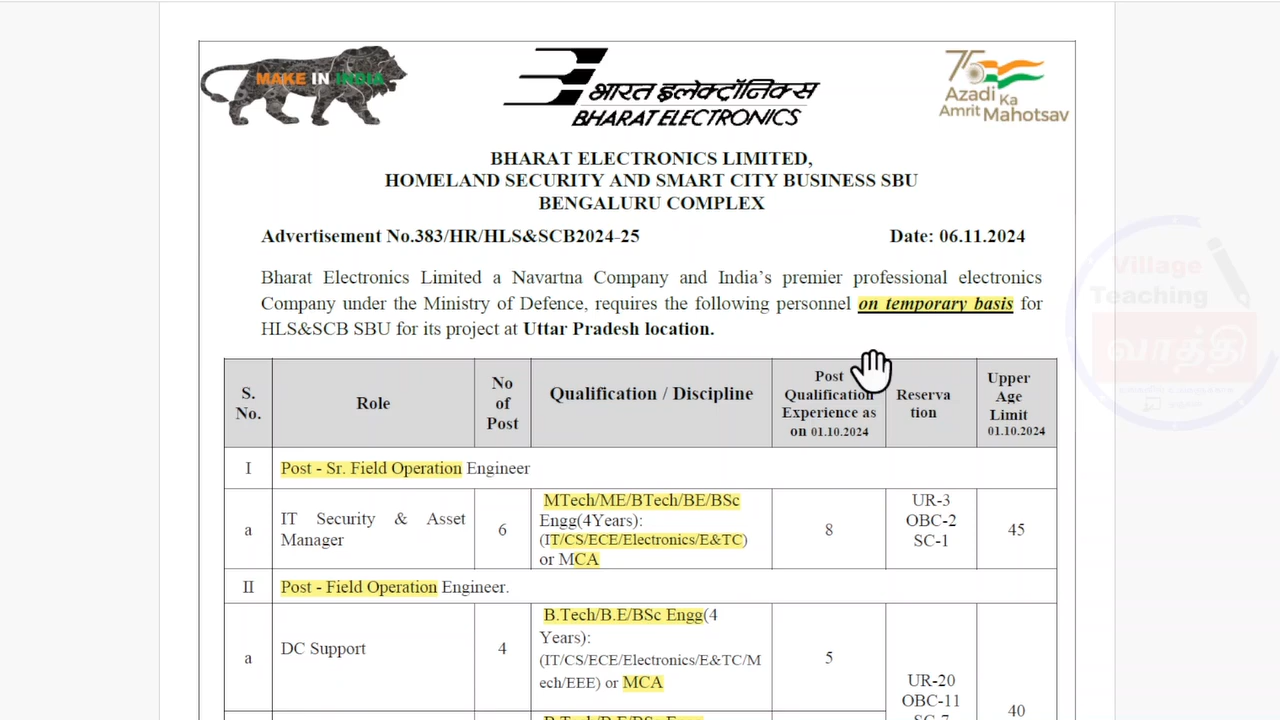 MAKE IN INDIA
भारत इलेक्ट्रॉनिक्स
BHARAT ELECTRONICS
75
Azadi Ka
Amrit Mahotsav
BHARAT ELECTRONICS LIMITED,
HOMELAND SECURITY AND SMART CITY BUSINESS SBU
BENGALURU COMPLEX
Advertisement No.383/HR/HLS&SCB2024-25 Date: 06.11.2024
Bharat Electronics Limited a Navartna Company and India's premier professional electronics
Company under the Ministry of Defence, requires the following personnel on temporary basis for
HLS&SCB SBU for its project at Uttar Pradesh location.
S. No. Role No of Post Qualification / Discipline Post Qualification Experience as on 01.10.2024 Reserva tion Upper Age Limit 01.10.2024
I Post - Sr. Field Operation Engineer
a IT Security & Asset Manager 6 MTech/ME/BTech/BE/BSc Engg(4Years): (IT/CS/ECE/Electronics/E&TC) or MCA 8 UR-3 OBC-2 SC-1 45
II Post - Field Operation Engineer.
a DC Support 4 B.Tech/B.E/BSc Engg(4 Years): (IT/CS/ECE/Electronics/E&TC/M ech/EEE) or MCA 5 UR-20 OBC-11 SC-7 40
B.Tech/B.E/BSc Engg
Village
Teaching
வாத்தி